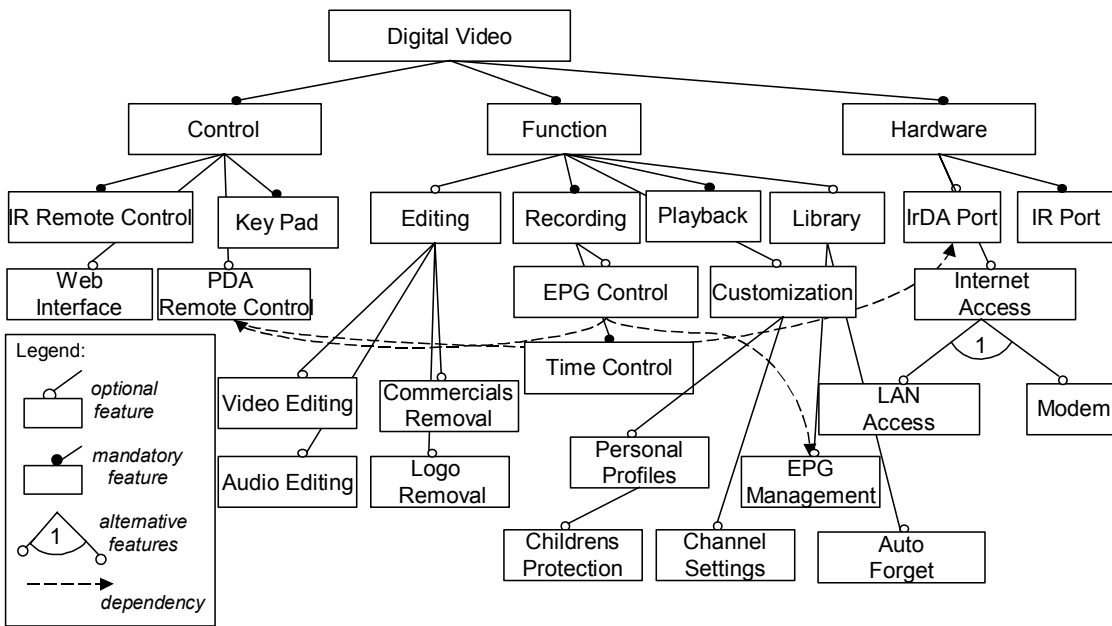 Digital Video
Control
Function
Hardware
IR Remote Control
Key Pad
Editing
Recording
Playback
Library
IrDA Port
IR Port
Web
Interface
PDA
Remote Control
EPG Control
Customization
Internet
Access
Time Control
1
Video Editing
Commercials
Removal
LAN
Access
Modem
Audio Editing
Logo
Removal
Personal
Profiles
EPG
Management
Childrens
Protection
Channel
Settings
Auto
Forget
Legend:
optional
feature
mandatory
feature
1
alternative
features
dependency